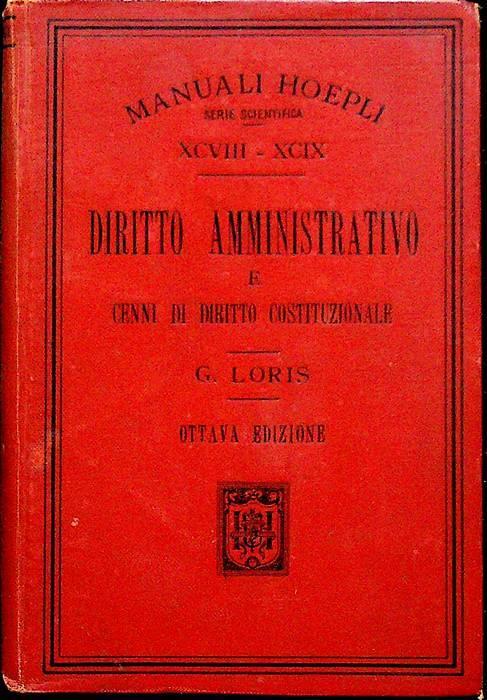 MANUALI HOEPLI
SERIE SCIENTIFICA
XCVIII - XCIX
DIRITTO AMMINISTRATIVO
E
CENNI DI DIRITTO COSTITUZIONALE
G. LORIS
OTTAVA EDIZIONE